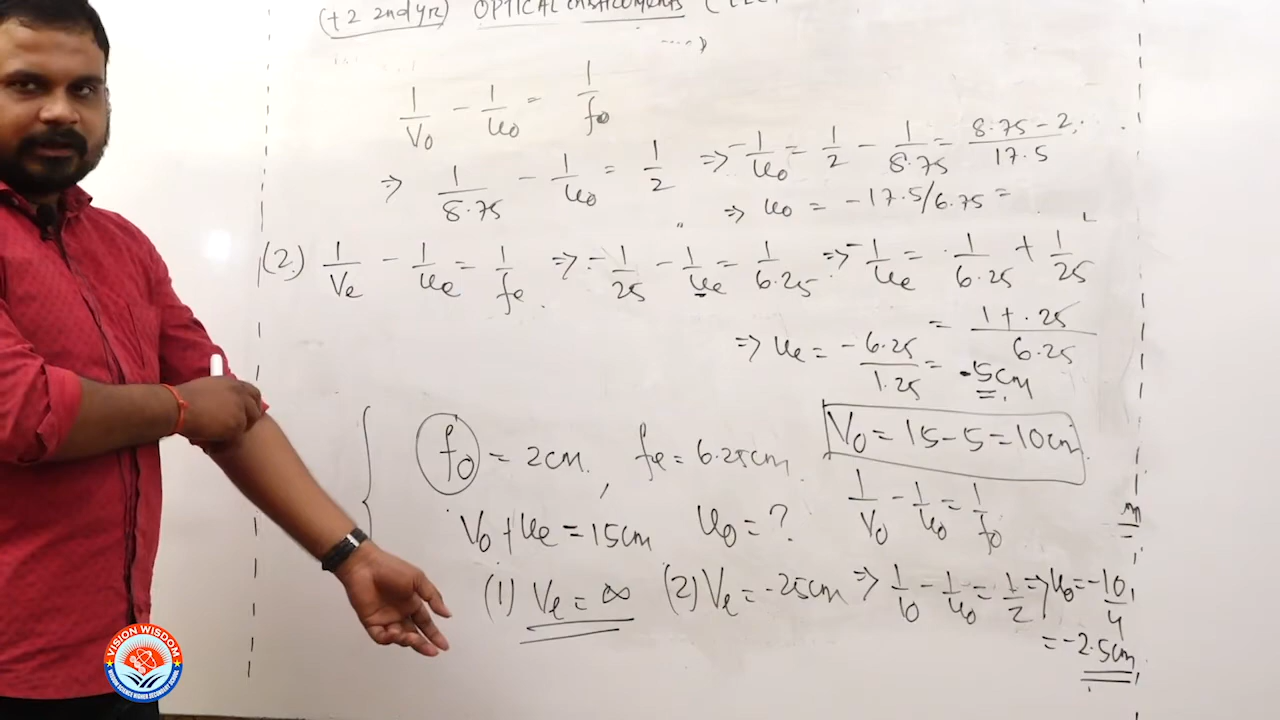 (+2 2nd yr) OPTICAL INSTRUMENTS
1/V₀ - 1/u₀ = 1/f₀
⇒ 1/8.75 - 1/u₀ = 1/2 ⇒ -1/u₀ = 1/2 - 1/8.75 = 8.75-2/17.5
⇒ u₀ = -17.5/6.75 =
(2) 1/Ve - 1/ue = 1/fe ⇒ -1/25 - 1/ue = 1/6.25 ⇒ -1/ue = 1/6.25 + 1/25
= 1+.25/6.25
⇒ ue = -6.25/1.25 = -5cm
f₀ = 2cm. fe = 6.25cm V₀ = 15-5 = 10cm
1/V₀ - 1/u₀ = 1/f₀
V₀+ue = 15cm u₀ = ?
(1) Ve = ∞ (2) Ve = -25cm ⇒ 1/10 - 1/u₀ = 1/2 ⇒ u₀ = -10/4
= -2.5cm
VISION WISDOM
WISDOM SCIENCE HIGHER SECONDARY SCHOOL